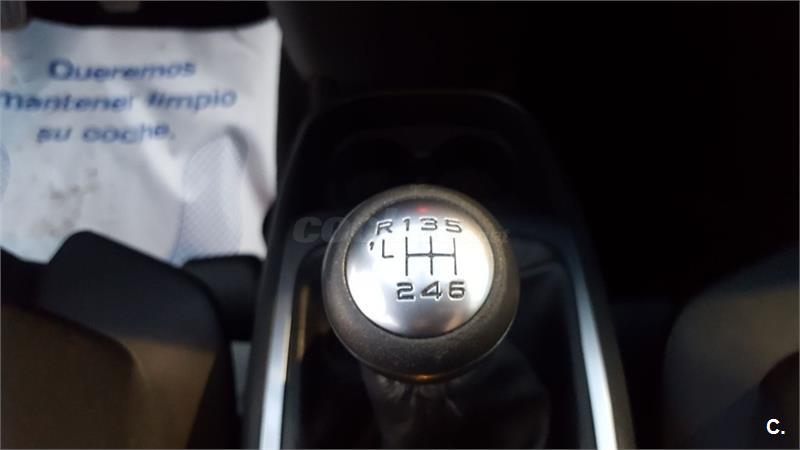 Queremos
mantener limpio
su coche.
R135
246
C.